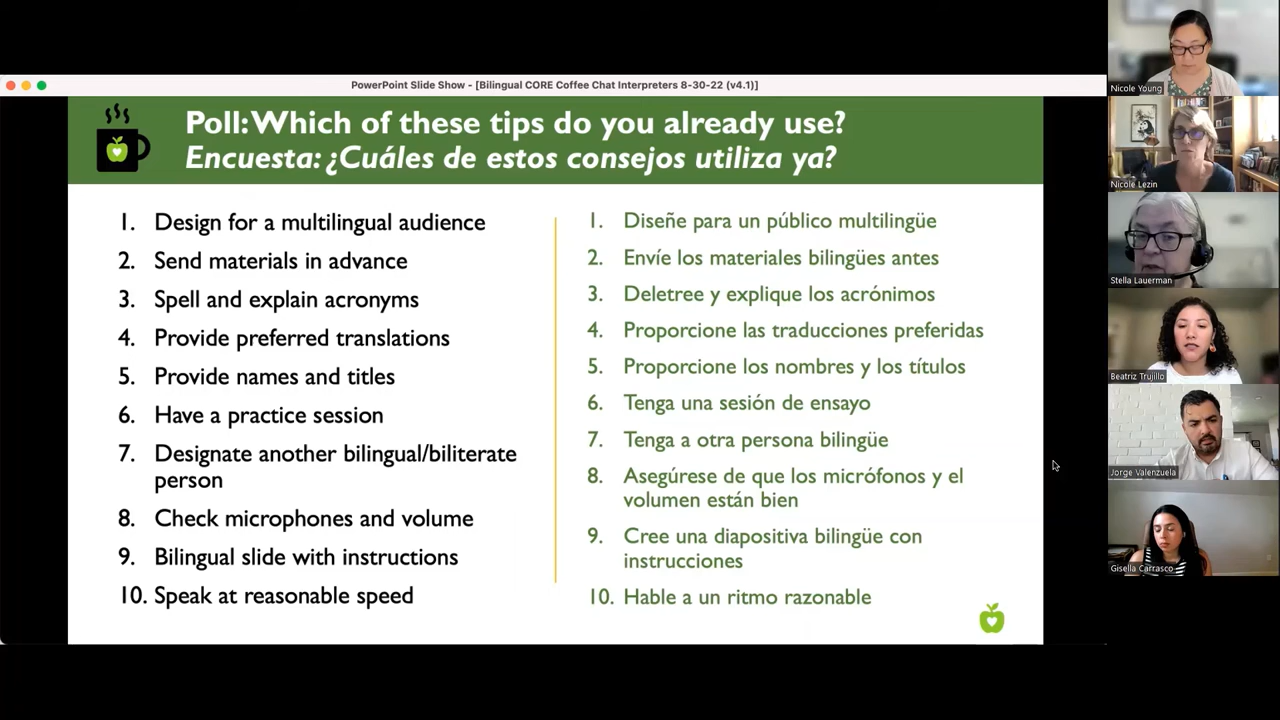 PowerPoint Slide Show - [Bilingual CORE Coffee Chat Interpreters 8-30-22 (v4.1)]
Poll: Which of these tips do you already use?
Encuesta: ¿Cuáles de estos consejos utiliza ya?
1. Design for a multilingual audience
2. Send materials in advance
3. Spell and explain acronyms
4. Provide preferred translations
5. Provide names and titles
6. Have a practice session
7. Designate another bilingual/biliterate
person
8. Check microphones and volume
9. Bilingual slide with instructions
10. Speak at reasonable speed
1. Diseñe para un público multilingüe
2. Envíe los materiales bilingües antes
3. Deletree y explique los acrónimos
4. Proporcione las traducciones preferidas
5. Proporcione los nombres y los títulos
6. Tenga una sesión de ensayo
7. Tenga a otra persona bilingüe
8. Asegúrese de que los micrófonos y el
volumen están bien
9. Cree una diapositiva bilingüe con
instrucciones
10. Hable a un ritmo razonable
Nicole Young
Nicole Lezin
Stella Lauerman
Beatriz Trujillo
Jorge Valenzuela
Gisella Carrasco